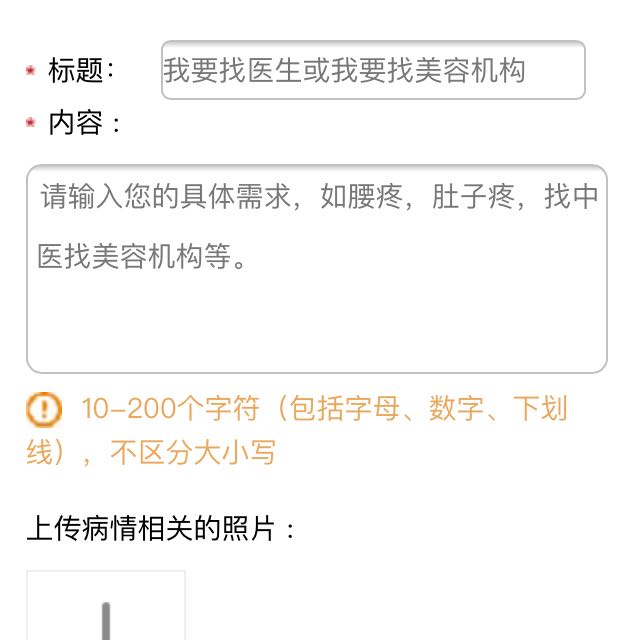 * 标题： 我要找医生或我要找美容机构
* 内容：
请输入您的具体需求，如腰疼，肚子疼，找中
医找美容机构等。
10-200个字符（包括字母、数字、下划
线），不区分大小写
上传病情相关的照片：